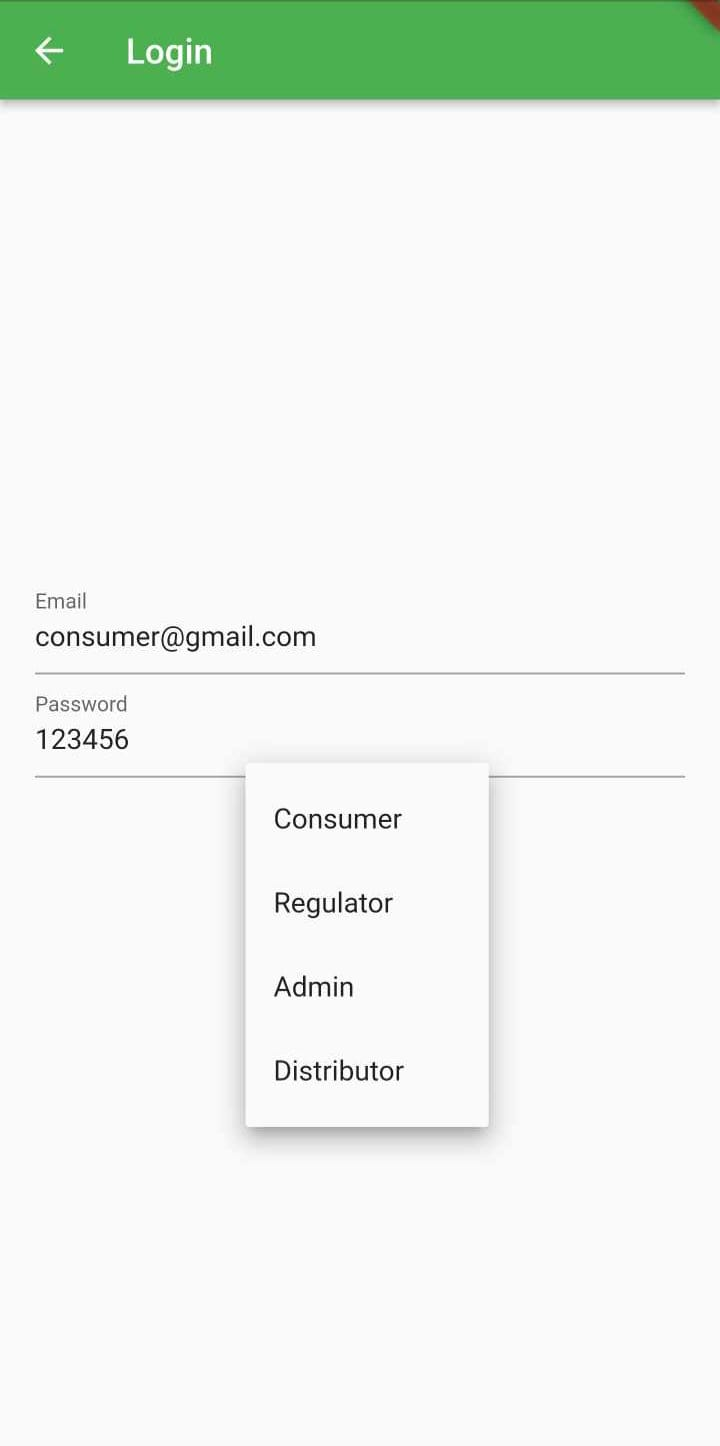 Login
Email
consumer@gmail.com
Password
123456
Consumer
Regulator
Admin
Distributor